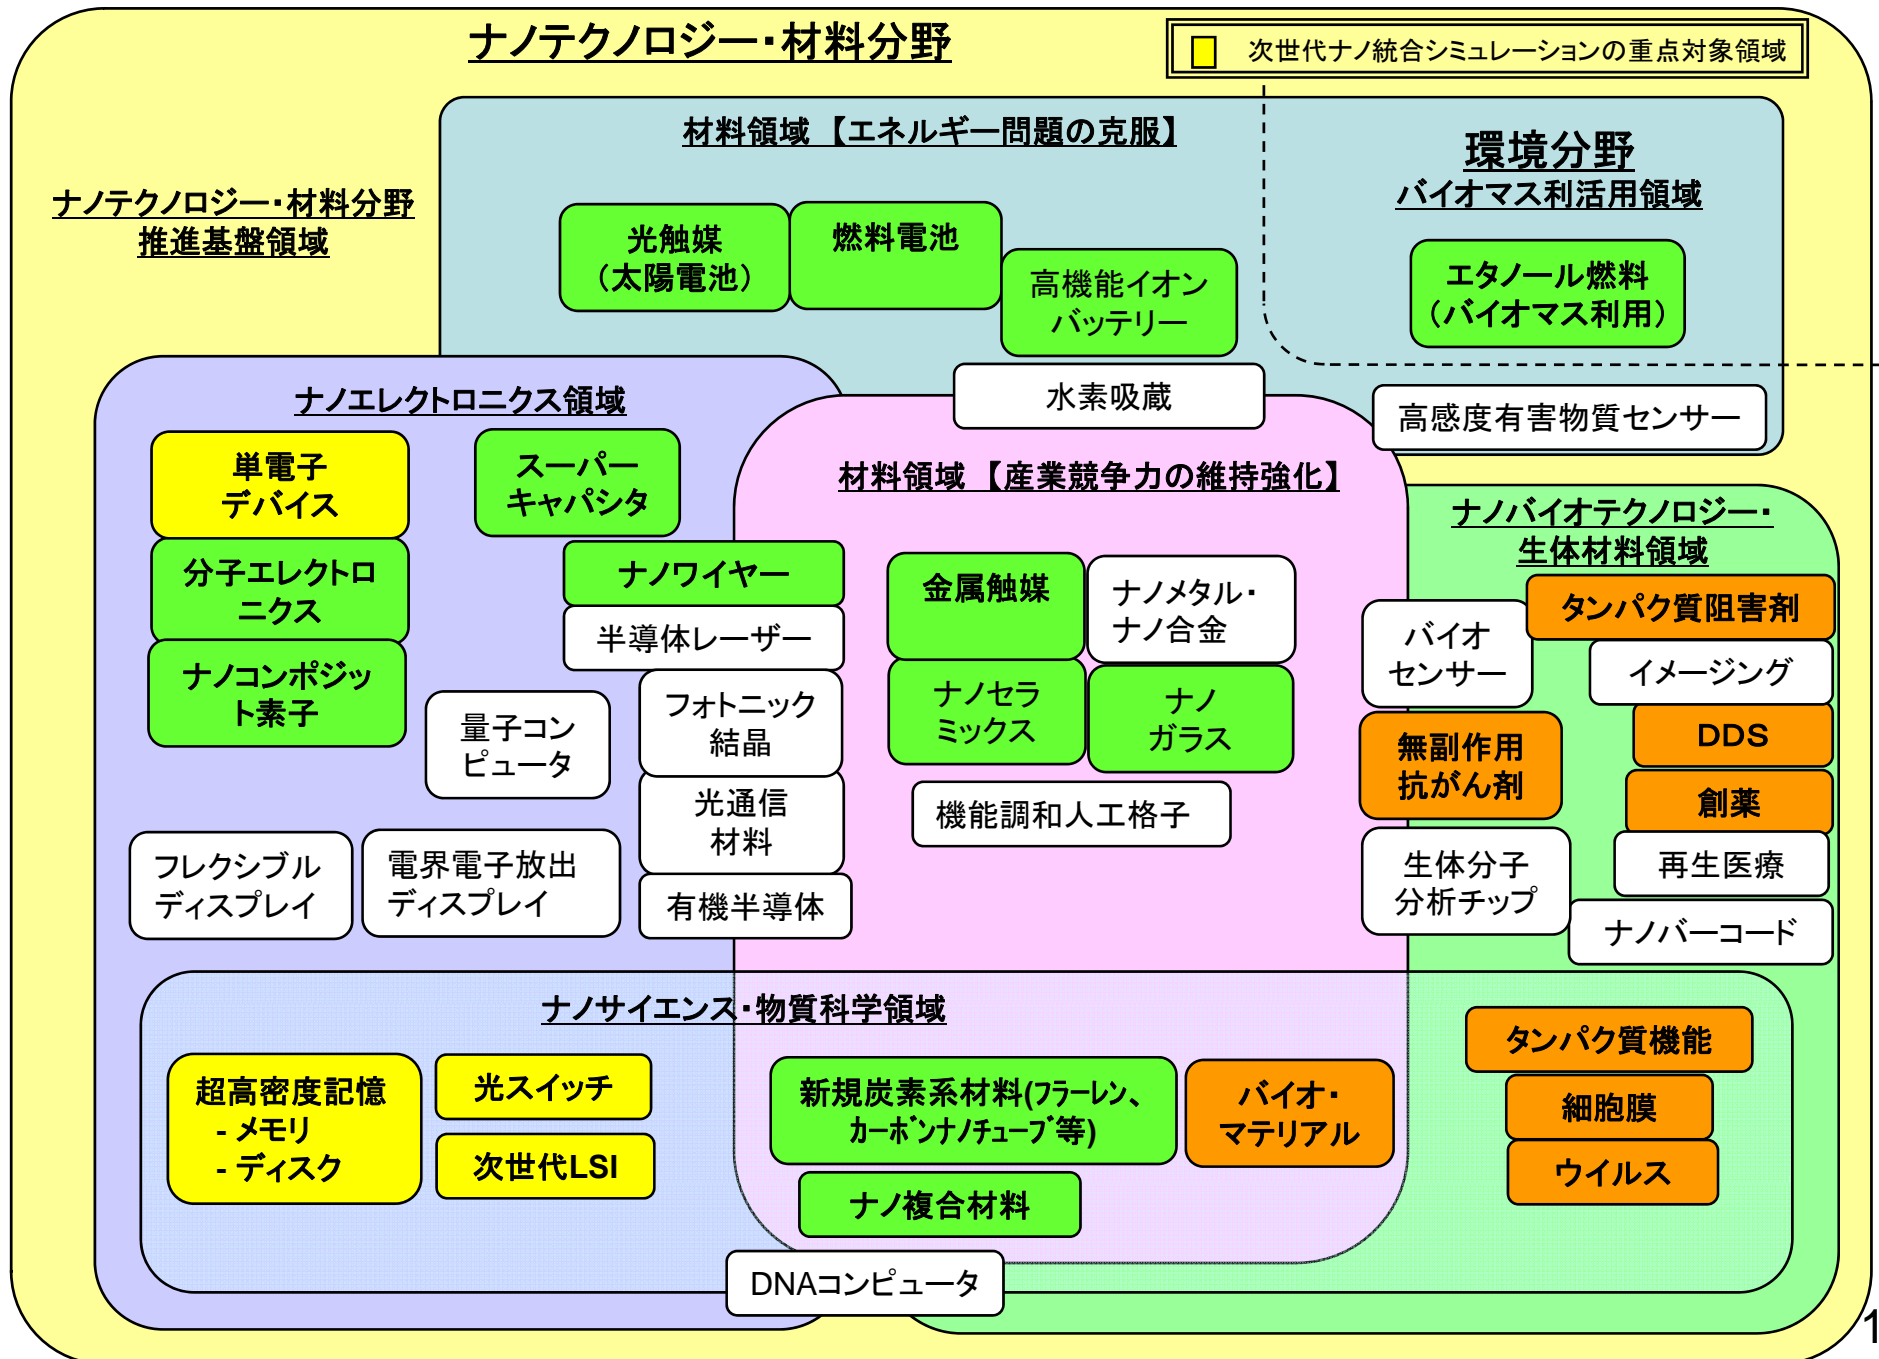 ナノテクノロジー・材料分野
次世代ナノ統合シミュレーションの重点対象領域
材料領域 【エネルギー問題の克服】
環境分野
バイオマス利活用領域
ナノテクノロジー・材料分野
推進基盤領域
光触媒
（太陽電池）
燃料電池
高機能イオン
バッテリー
エタノール燃料
（バイオマス利用）
水素吸蔵
高感度有害物質センサー
ナノエレクトロニクス領域
単電子
デバイス
スーパー
キャパシタ
分子エレクトロ
ニクス
ナノコンポジッ
ト素子
ナノワイヤー
半導体レーザー
フォトニック
結晶
量子コン
ピュータ
光通信
材料
フレクシブル
ディスプレイ
電界電子放出
ディスプレイ
有機半導体
材料領域 【産業競争力の維持強化】
金属触媒
ナノメタル・
ナノ合金
ナノセラ
ミックス
ナノ
ガラス
機能調和人工格子
ナノバイオテクノロジー・
生体材料領域
タンパク質阻害剤
バイオ
センサー
イメージング
無副作用
抗がん剤
DDS
創薬
生体分子
分析チップ
再生医療
ナノバーコード
ナノサイエンス・物質科学領域
超高密度記憶
- メモリ
- ディスク
光スイッチ
次世代LSI
新規炭素系材料(フラーレン、
カーボンナノチューブ等)
バイオ・
マテリアル
ナノ複合材料
タンパク質機能
細胞膜
ウイルス
DNAコンピュータ
1